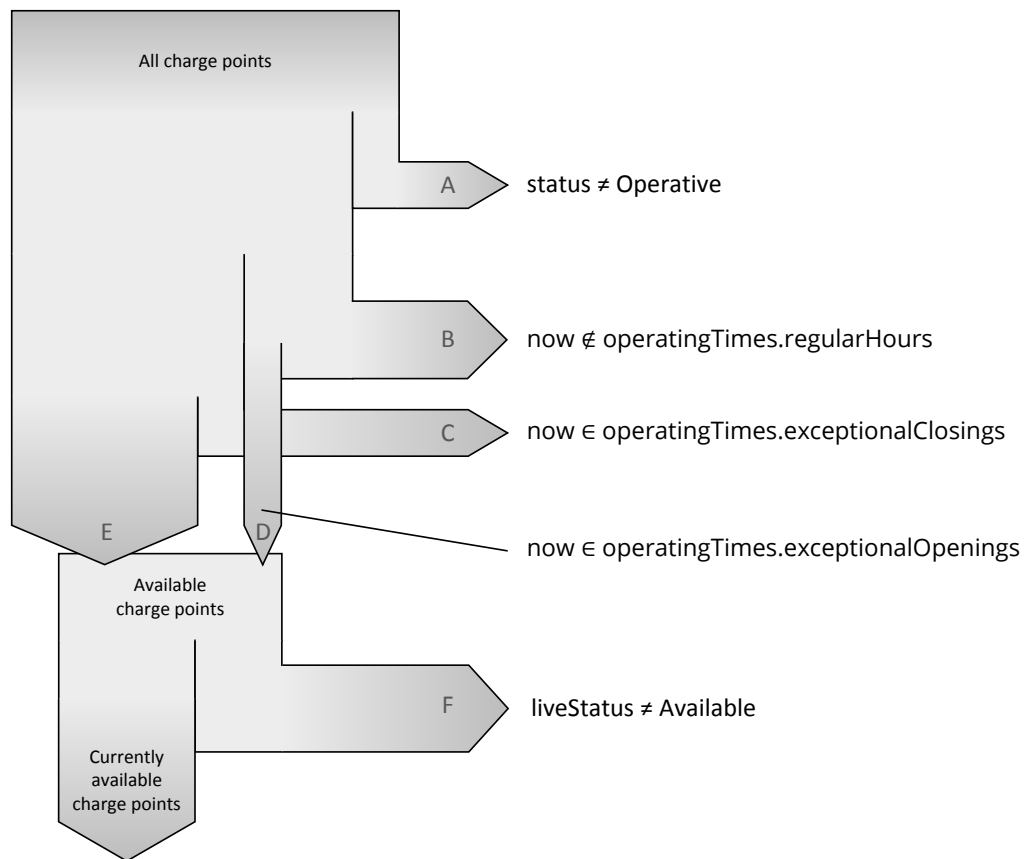 All charge points
A
status ≠ Operative
B
now ∉ operatingTimes.regularHours
C
now ∈ operatingTimes.exceptionalClosings
E
D
now ∈ operatingTimes.exceptionalOpenings
Available
charge points
F
liveStatus ≠ Available
Currently
available
charge points